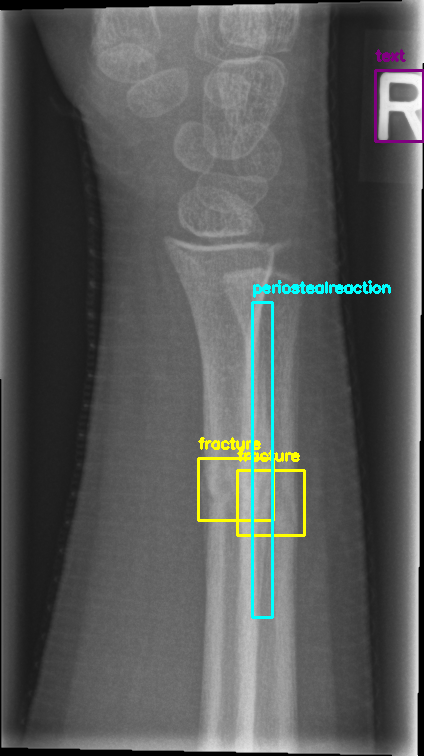 text
R
periostealreaction
fracture
fracture